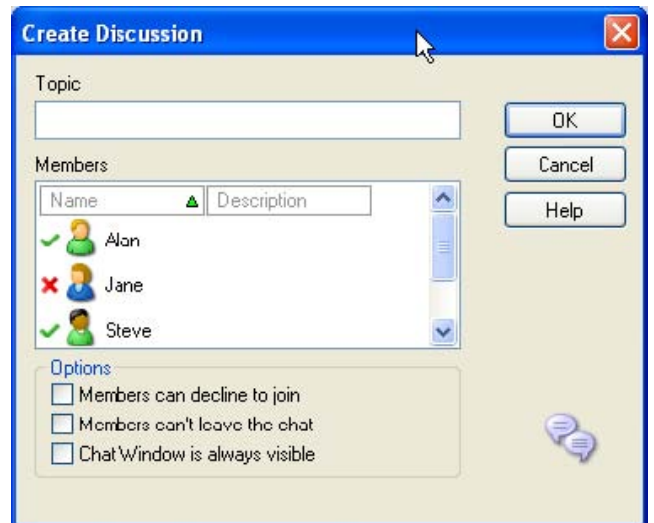 Create Discussion
Topic
OK
Members
Cancel
Name Description
Help
Alan
Jane
Steve
Options
Members can decline to join
Members can't leave the chat
Chat Window is always visible